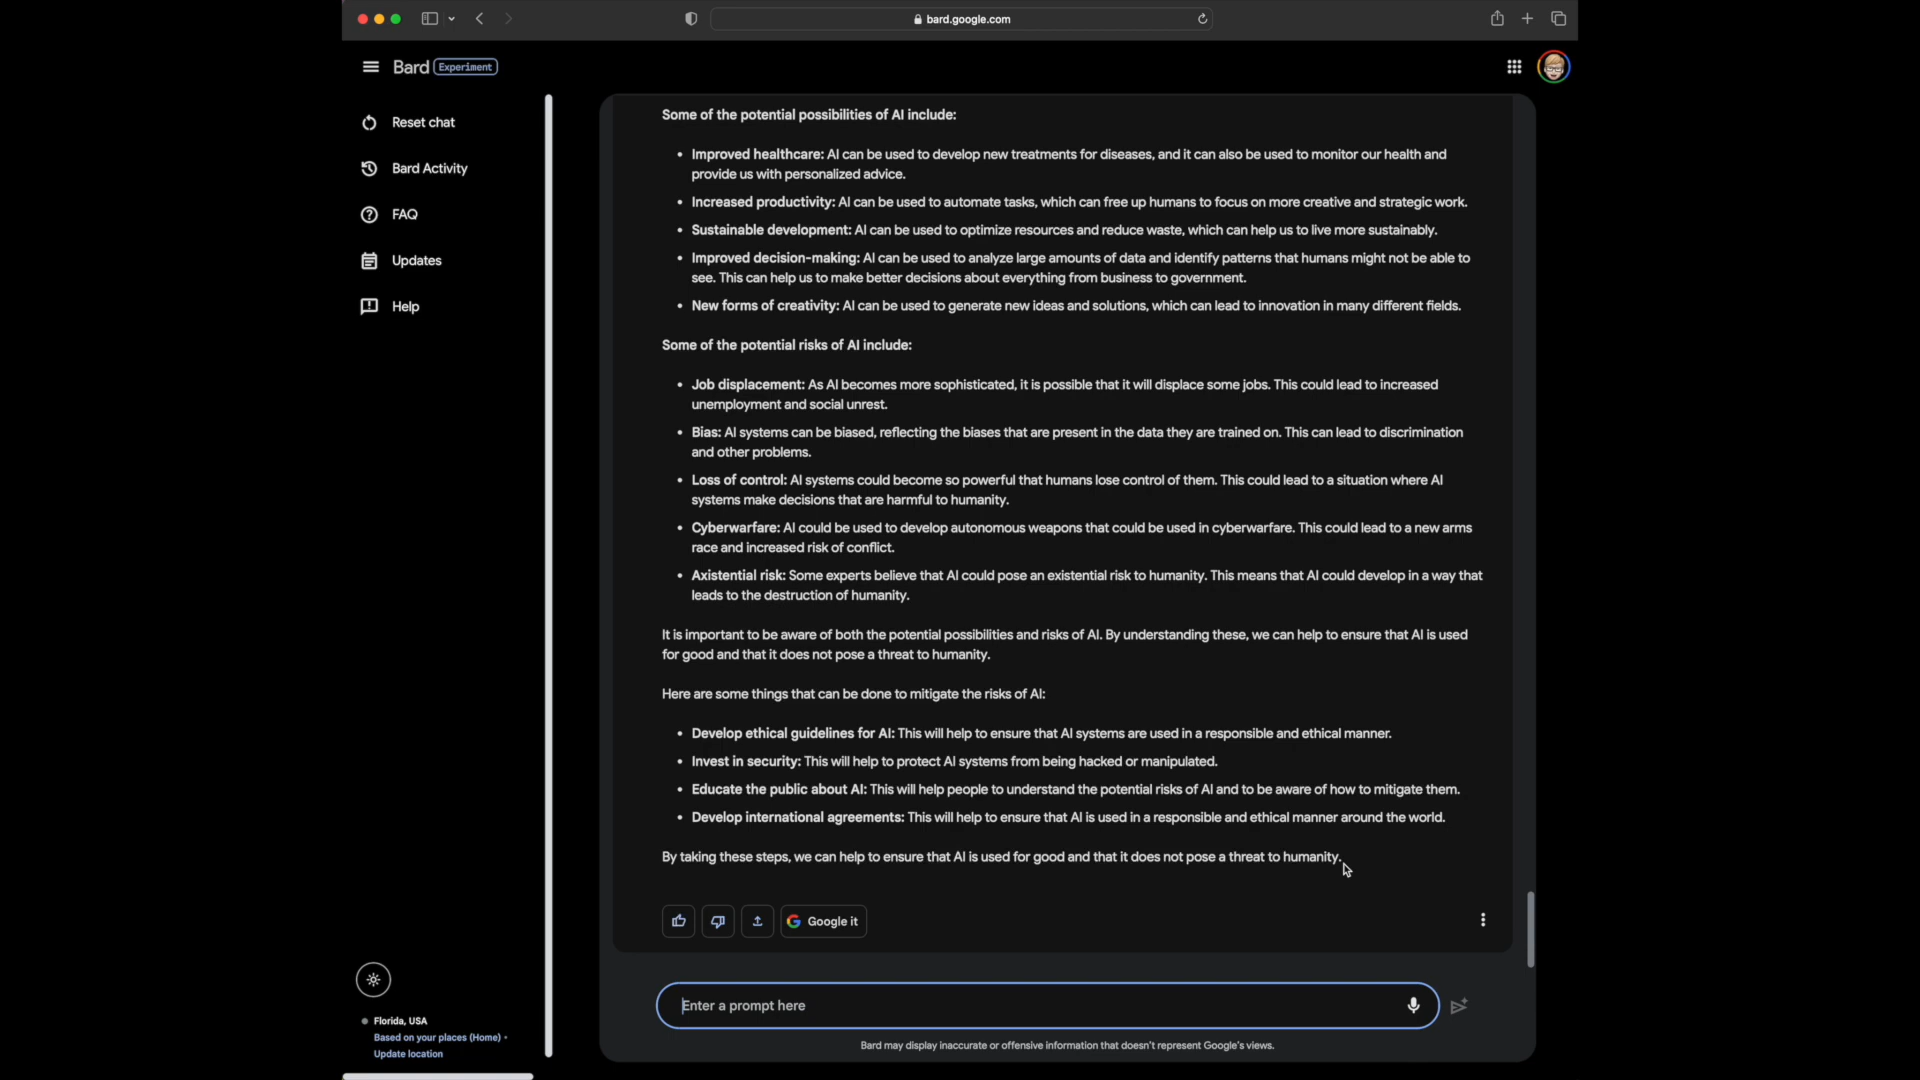 bard.google.com
Bard Experiment
Reset chat
Bard Activity
FAQ
Updates
Help
Some of the potential possibilities of AI include:
• Improved healthcare: AI can be used to develop new treatments for diseases, and it can also be used to monitor our health and
provide us with personalized advice.
• Increased productivity: AI can be used to automate tasks, which can free up humans to focus on more creative and strategic work.
• Sustainable development: AI can be used to optimize resources and reduce waste, which can help us to live more sustainably.
• Improved decision-making: AI can be used to analyze large amounts of data and identify patterns that humans might not be able to
see. This can help us to make better decisions about everything from business to government.
• New forms of creativity: AI can be used to generate new ideas and solutions, which can lead to innovation in many different fields.
Some of the potential risks of AI include:
• Job displacement: As AI becomes more sophisticated, it is possible that it will displace some jobs. This could lead to increased
unemployment and social unrest.
• Bias: AI systems can be biased, reflecting the biases that are present in the data they are trained on. This can lead to discrimination
and other problems.
• Loss of control: AI systems could become so powerful that humans lose control of them. This could lead to a situation where AI
systems make decisions that are harmful to humanity.
• Cyberwarfare: AI could be used to develop autonomous weapons that could be used in cyberwarfare. This could lead to a new arms
race and increased risk of conflict.
• Axistential risk: Some experts believe that AI could pose an existential risk to humanity. This means that AI could develop in a way that
leads to the destruction of humanity.
It is important to be aware of both the potential possibilities and risks of AI. By understanding these, we can help to ensure that AI is used
for good and that it does not pose a threat to humanity.
Here are some things that can be done to mitigate the risks of AI:
• Develop ethical guidelines for AI: This will help to ensure that AI systems are used in a responsible and ethical manner.
• Invest in security: This will help to protect AI systems from being hacked or manipulated.
• Educate the public about AI: This will help people to understand the potential risks of AI and to be aware of how to mitigate them.
• Develop international agreements: This will help to ensure that AI is used in a responsible and ethical manner around the world.
By taking these steps, we can help to ensure that AI is used for good and that it does not pose a threat to humanity.
Google it
Enter a prompt here
Bard may display inaccurate or offensive information that doesn't represent Google's views.
Florida, USA
Based on your places (Home) •
Update location